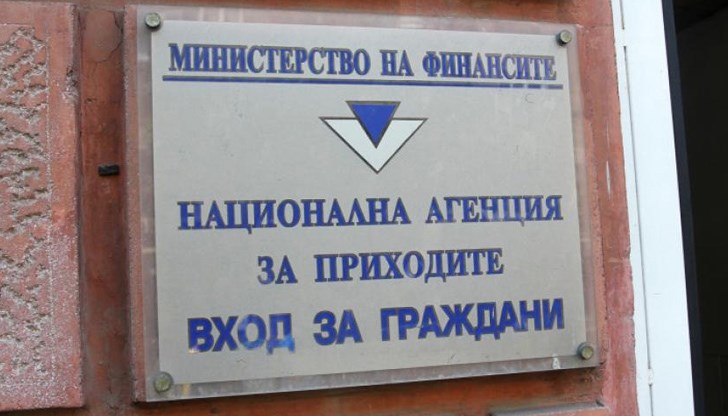 МИНИСТЕРСТВО НА ФИНАНСИТЕ
НАЦИОНАЛНА АГЕНЦИЯ
ЗА ПРИХОДИТЕ
ВХОД ЗА ГРАЖДАНИ